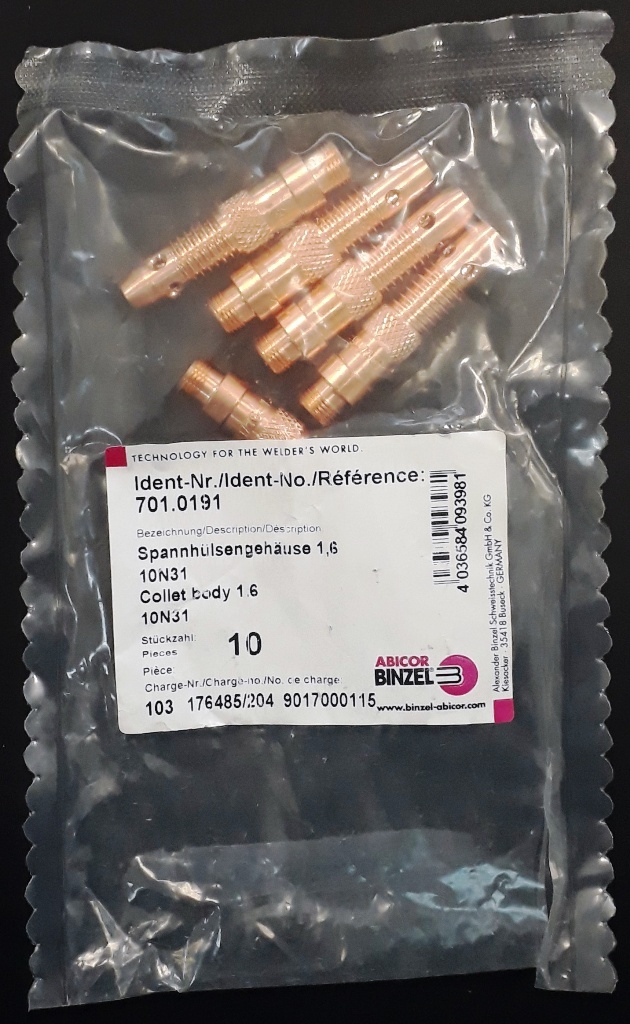 TECHNOLOGY FOR THE WELDER'S WORLD.
Ident-Nr./Ident-No./Référence:
701.0191
Bezeichnung/Description/Description
Spannhülsengehäuse 1,6
10N31
Collet body 1.6
10N31
Stückzahl:
Pieces
Pièce
10
Charge-Nr./Charge-no./No. de charge
103 176485/204 9017000115
4 036584 093981
ABICOR
BINZEL
www.binzel-abicor.com
Alexander Binzel Schweisstechnik GmbH & Co. KG
Kiesacker · 35418 Buseck · GERMANY